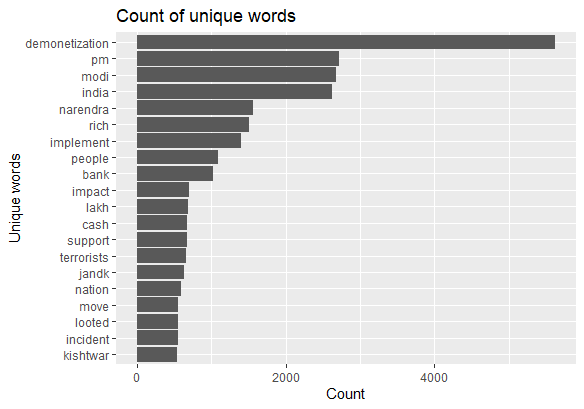 Count of unique words
Unique words
demonetization
pm
modi
india
narendra
rich
implement
people
bank
impact
lakh
cash
support
terrorists
jandk
nation
move
looted
incident
kishtwar
0 2000 4000
Count